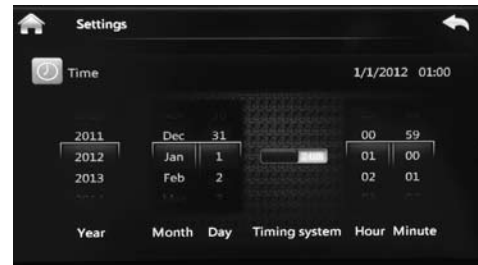 Settings
Time 1/1/2012 01:00
2011 Dec 31 00 59
2012 Jan 1 24H 01 00
2013 Feb 2 02 01
Year Month Day Timing system Hour Minute